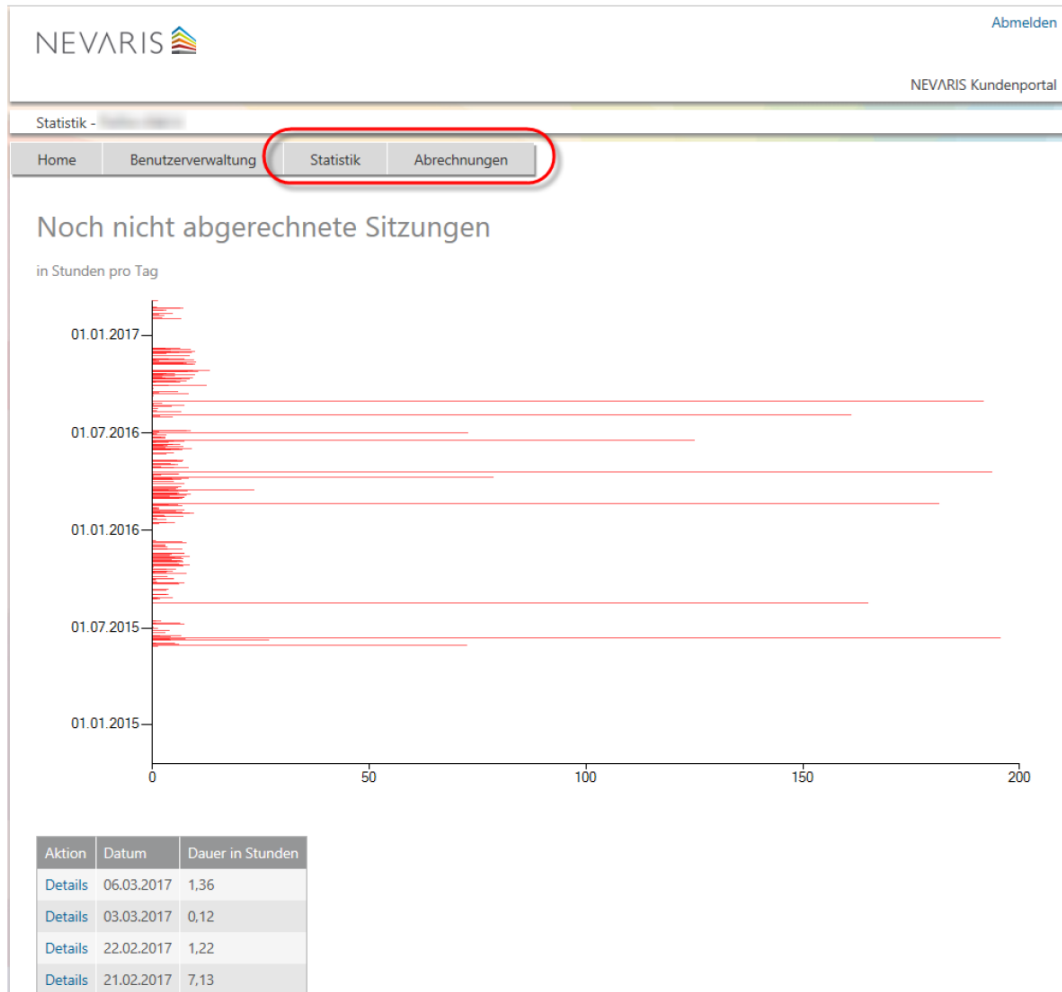 Abmelden
NEVARIS
NEVARIS Kundenportal
Statistik -
Home Benutzerverwaltung Statistik Abrechnungen
Noch nicht abgerechnete Sitzungen
in Stunden pro Tag
01.01.2017
01.07.2016
01.01.2016
01.07.2015
01.01.2015
0 50 100 150 200
Aktion Datum Dauer in Stunden
Details 06.03.2017 1,36
Details 03.03.2017 0,12
Details 22.02.2017 1,22
Details 21.02.2017 7,13